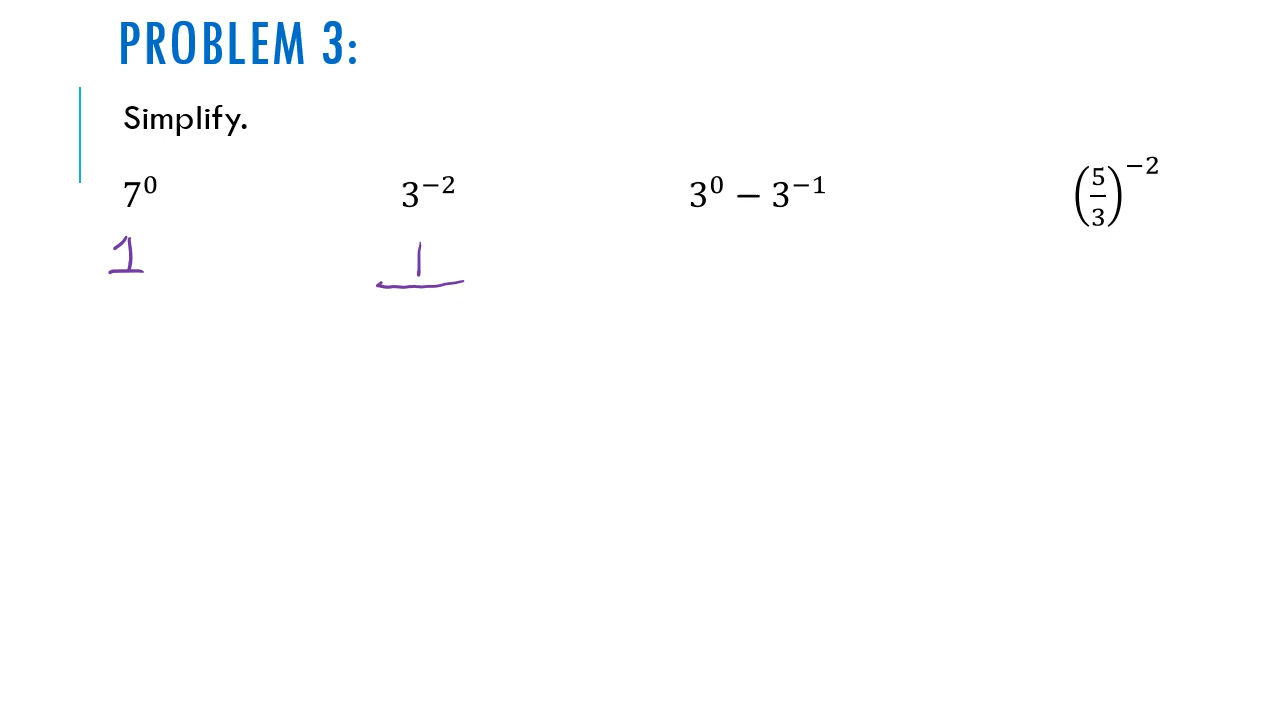 PROBLEM 3:
Simplify.
7⁰ 3⁻² 3⁰ − 3⁻¹ (5/3)⁻²
1 1